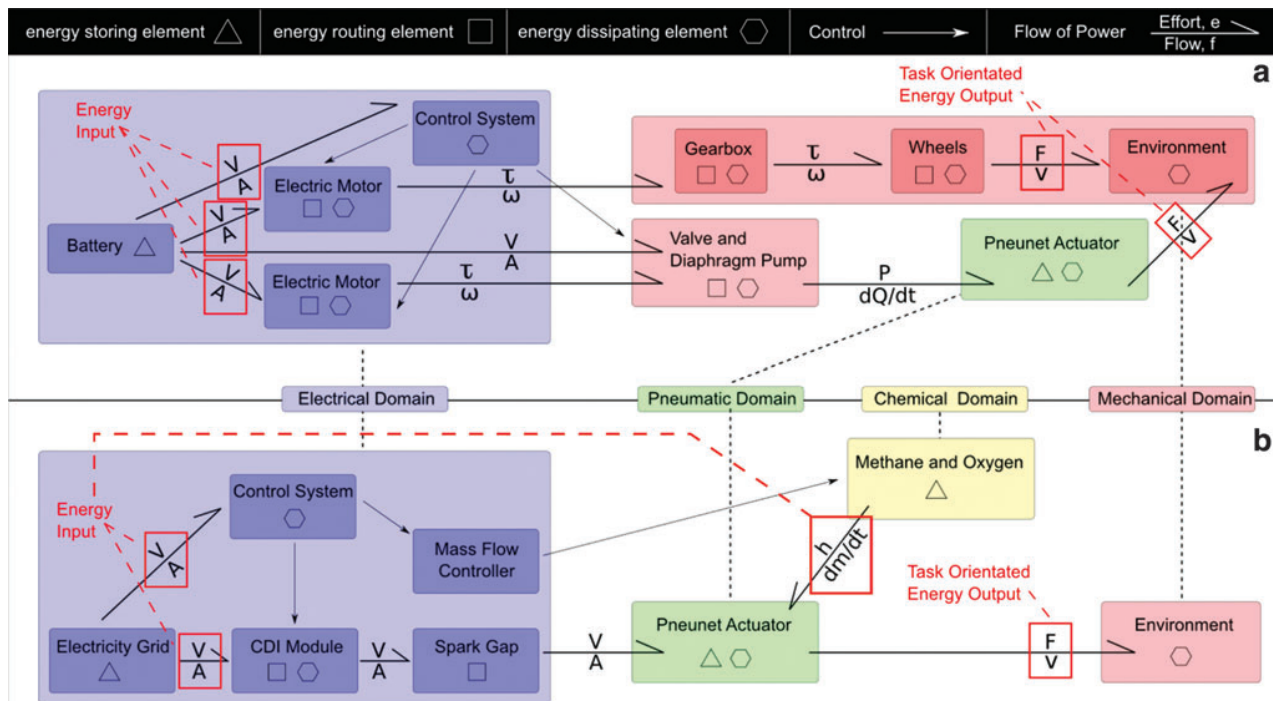 energy storing element
energy routing element
energy dissipating element
Control
Flow of Power
Effort, e
Flow, f
a
Energy
Input
Task Orientated
Energy Output
Control System
Electric Motor
Battery
Electric Motor
V
A
V
A
V
A
V
A
τ
ω
τ
ω
Gearbox
τ
ω
Wheels
F
v
Environment
Valve and
Diaphragm Pump
P
dQ/dt
Pneunet Actuator
F
V
Electrical Domain
Pneumatic Domain
Chemical Domain
Mechanical Domain
b
Energy
Input
Control System
V
A
Mass Flow
Controller
Methane and Oxygen
h
dm/dt
Task Orientated
Energy Output
Electricity Grid
V
A
CDI Module
V
A
Spark Gap
V
A
Pneunet Actuator
F
v
Environment